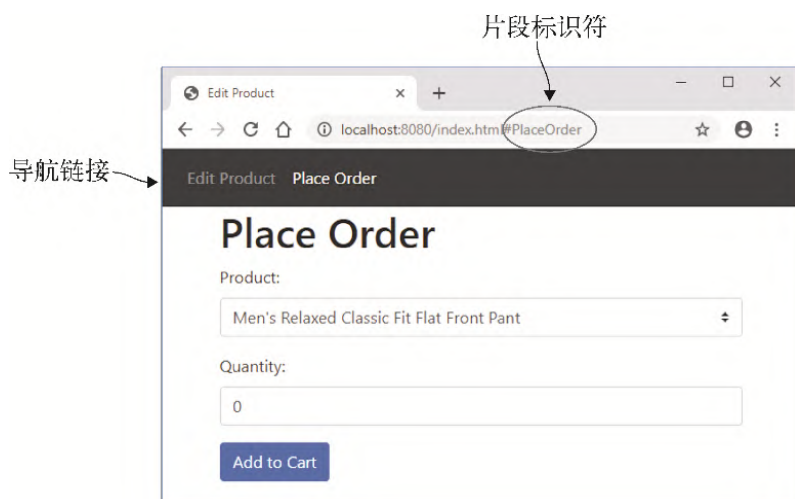 片段标识符
Edit Product
localhost:8080/index.html#PlaceOrder
导航链接
Edit Product Place Order
Place Order
Product:
Men's Relaxed Classic Fit Flat Front Pant
Quantity:
0
Add to Cart